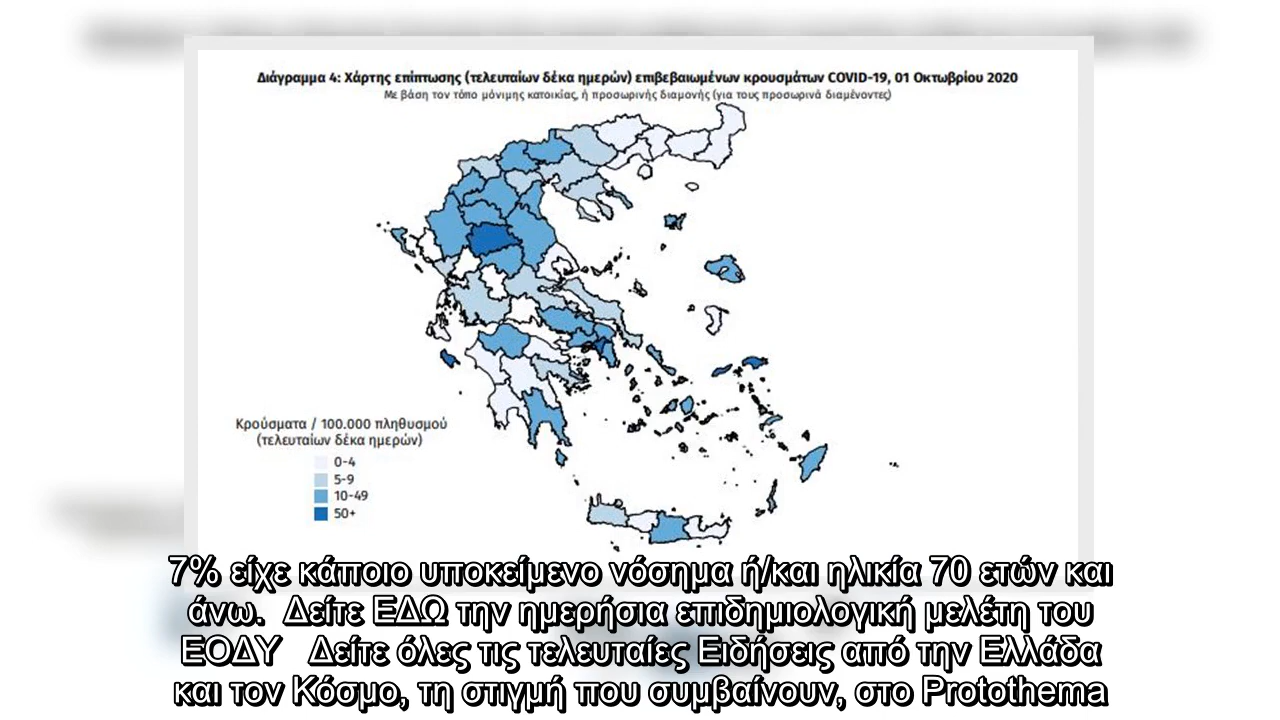 Διάγραμμα 4: Χάρτης επίπτωσης (τελευταίων δέκα ημερών) επιβεβαιωμένων κρουσμάτων COVID-19, 01 Οκτωβρίου 2020
Με βάση τον τόπο μόνιμης κατοικίας, ή προσωρινής διαμονής (για τους προσωρινά διαμένοντες)
Κρούσματα / 100.000 πληθυσμού
(τελευταίων δέκα ημερών)
0-4
5-9
10-49
50+
7% είχε κάποιο υποκείμενο νόσημα ή/και ηλικία 70 ετών και
άνω.  Δείτε ΕΔΩ την ημερήσια επιδημιολογική μελέτη του
ΕΟΔΥ   Δείτε όλες τις τελευταίες Ειδήσεις από την Ελλάδα
και τον Κόσμο, τη στιγμή που συμβαίνουν, στο Protothema